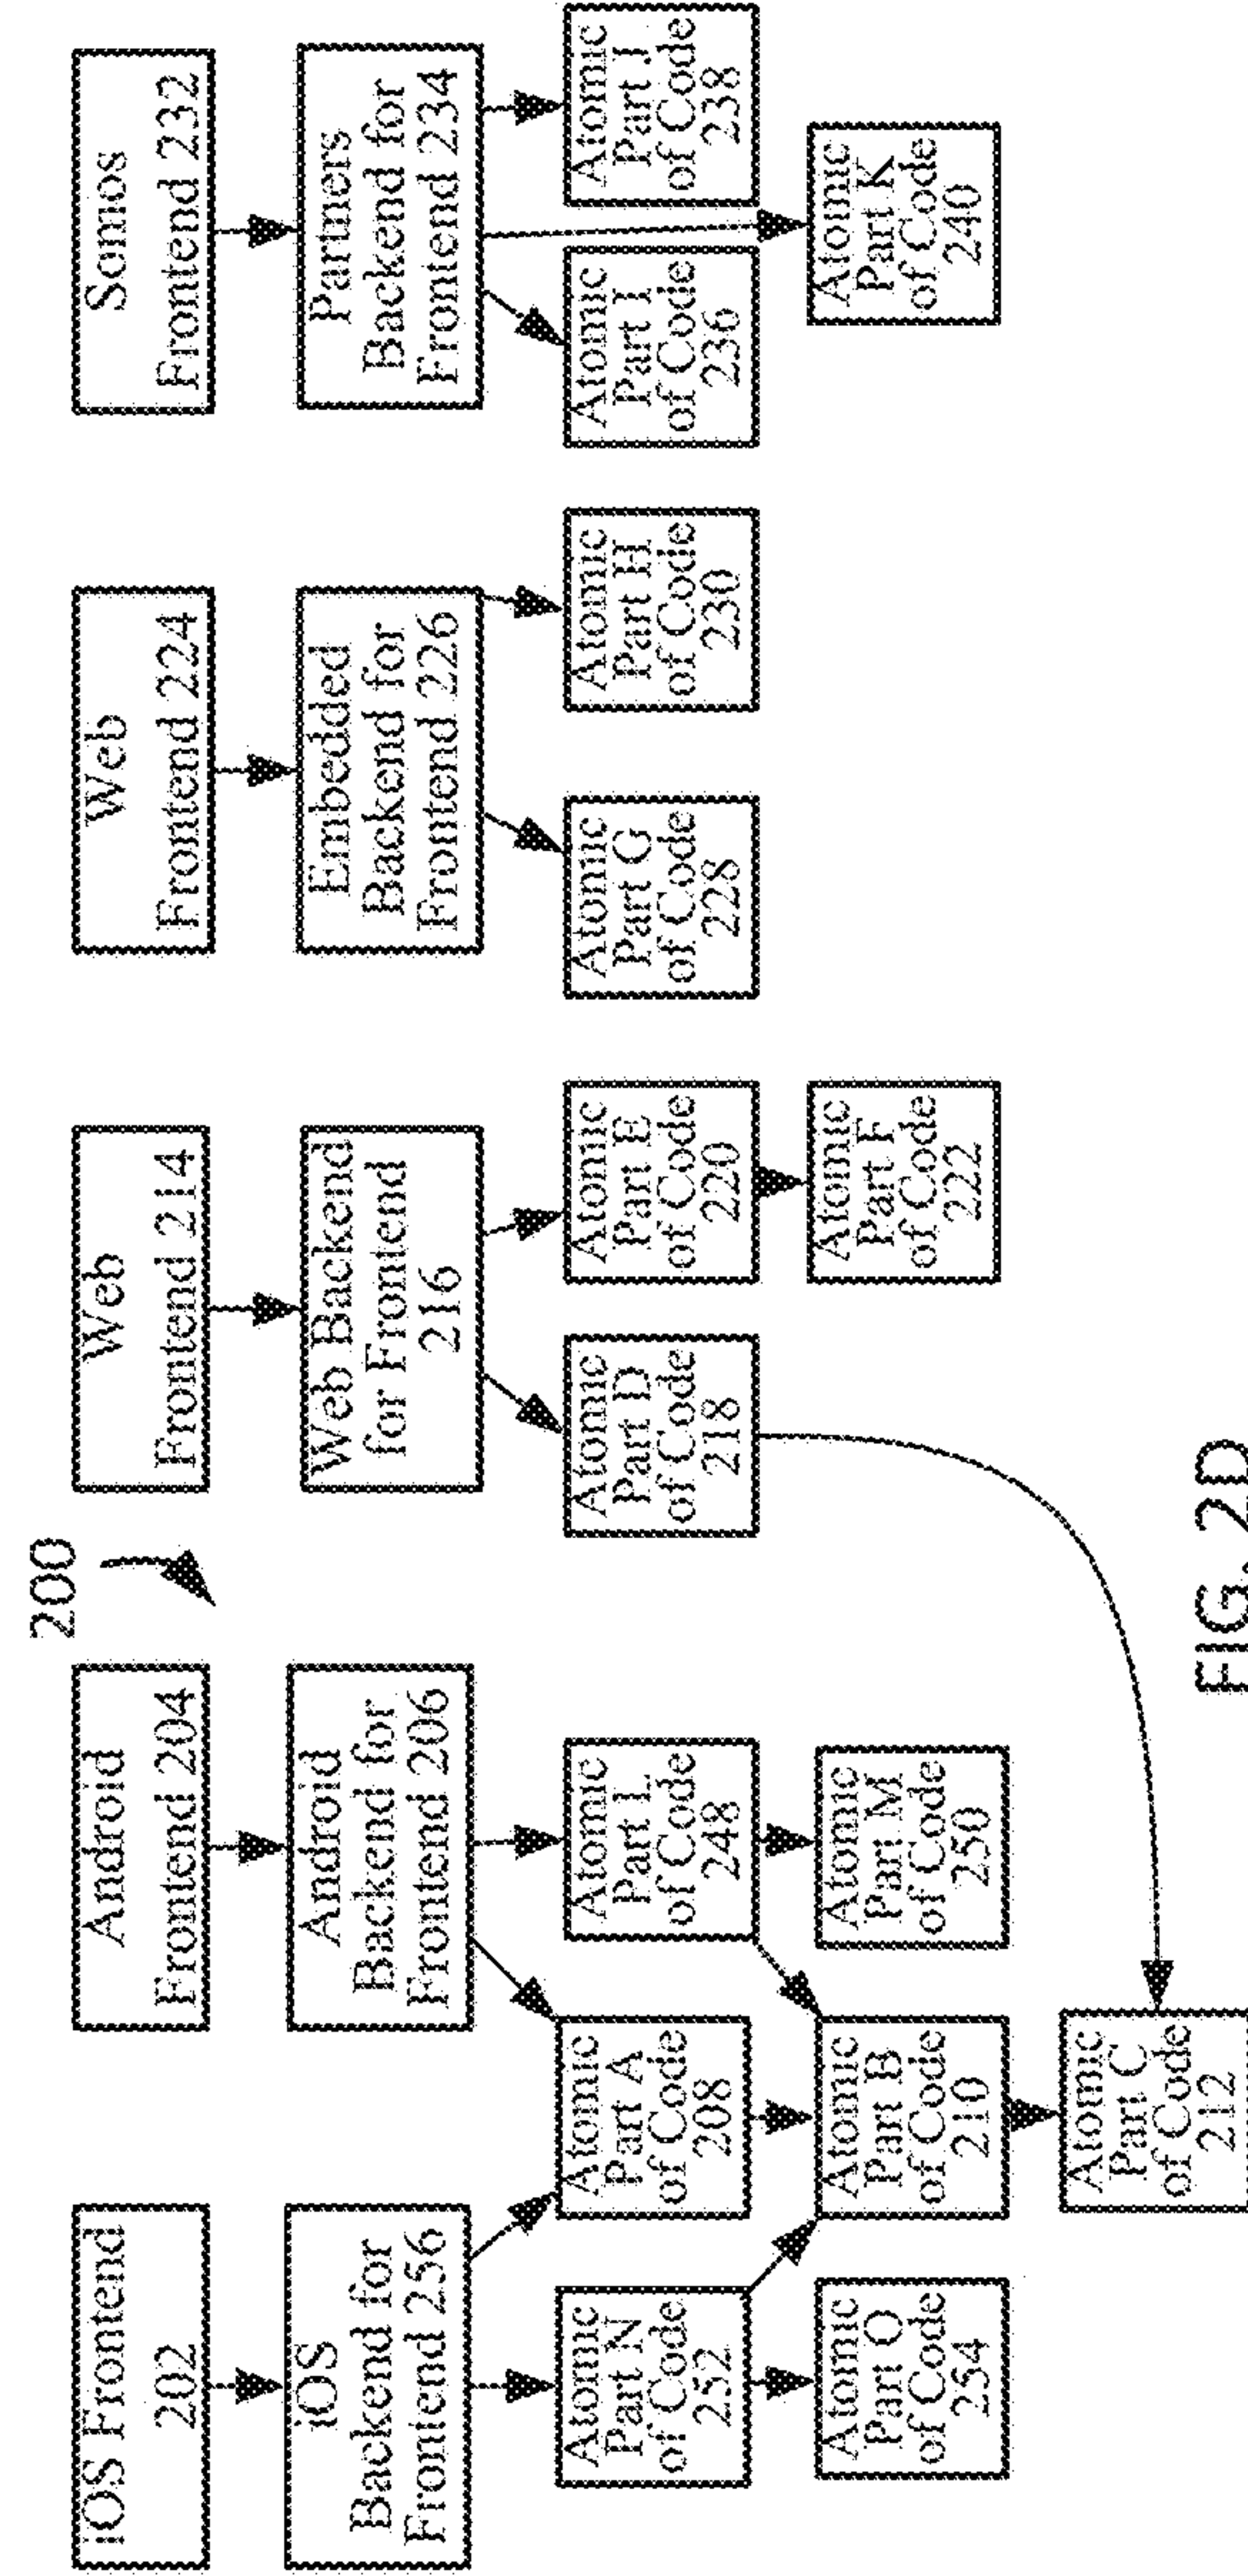 200
iOS Frontend
202
Android
Frontend 204
Web
Frontend 214
Web
Frontend 224
Somos
Frontend 232
iOS
Backend for
Frontend 256
Android
Backend for
Frontend 206
Web Backend
for Frontend
216
Embedded
Backend for
Frontend 226
Partners
Backend for
Frontend 234
Atomic
Part N
of Code
252
Atomic
Part A
of Code
208
Atomic
Part L
of Code
248
Atomic
Part D
of Code
218
Atomic
Part E
of Code
220
Atomic
Part G
of Code
228
Atomic
Part H
of Code
230
Atomic
Part I
of Code
236
Atomic
Part J
of Code
238
Atomic
Part O
of Code
254
Atomic
Part B
of Code
210
Atomic
Part M
of Code
250
Atomic
Part F
of Code
222
Atomic
Part K
of Code
240
Atomic
Part C
of Code
212
FIG. 2D